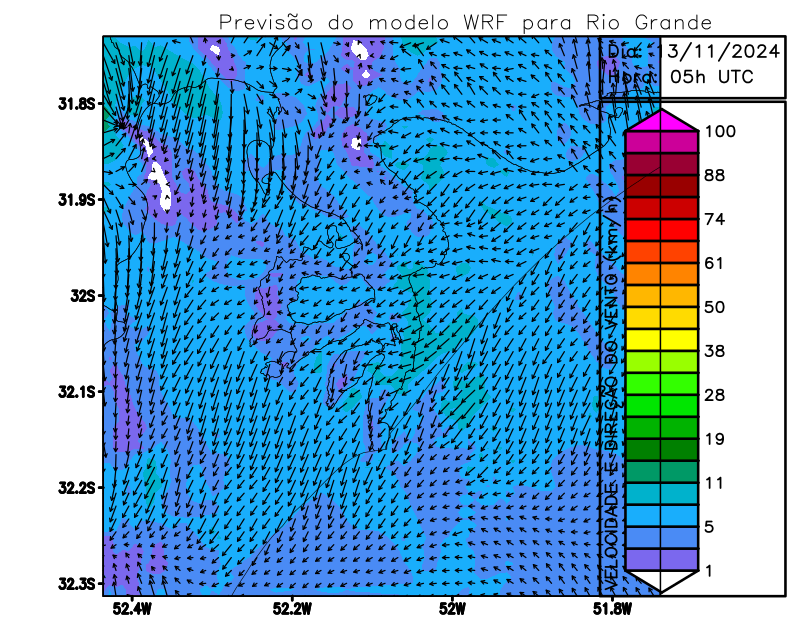 Previsão do modelo WRF para Rio Grande
Dia: 13/11/2024
Hora: 05h UTC
31.8S
31.9S
32S
32.1S
32.2S
32.3S
52.4W
52.2W
52W
51.8W
VELOCIDADE E DIREÇÃO DO VENTO (Km/h)
100
88
74
61
50
38
28
19
11
5
1